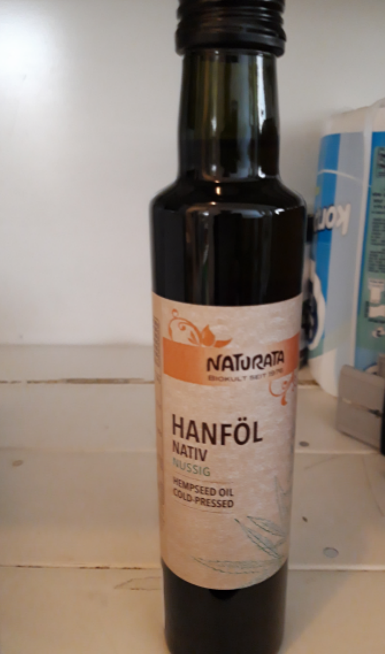 NATURATA
BIOKULT SEIT 1976
HANFÖL
NATIV
NUSSIG
HEMPSEED OIL
COLD-PRESSED